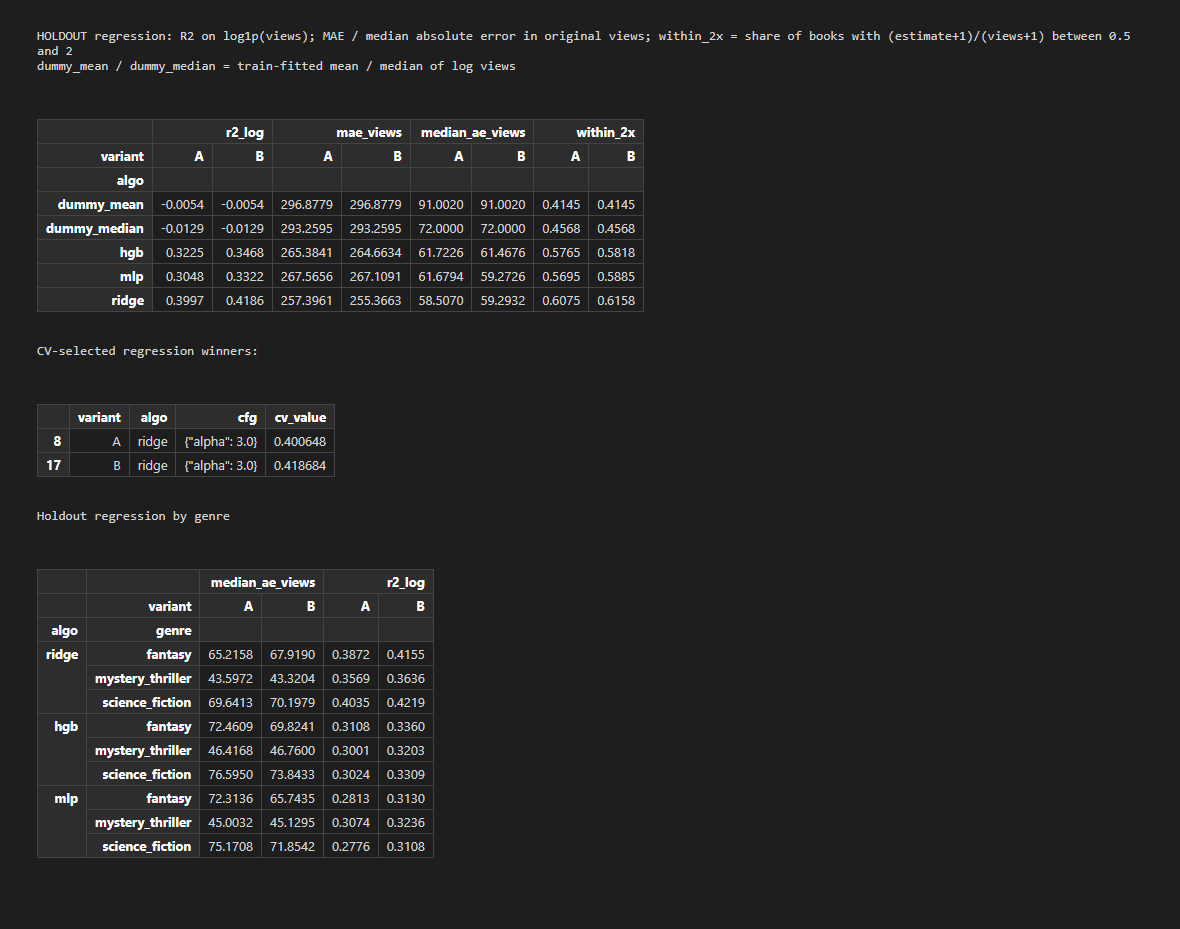 HOLDOUT regression: R2 on log1p(views); MAE / median absolute error in original views; within_2x = share of books with (estimate+1)/(views+1) between 0.5
and 2
dummy_mean / dummy_median = train-fitted mean / median of log views
r2_log mae_views median_ae_views within_2x
variant A B A B A B A B
algo
dummy_mean -0.0054 -0.0054 296.8779 296.8779 91.0020 91.0020 0.4145 0.4145
dummy_median -0.0129 -0.0129 293.2595 293.2595 72.0000 72.0000 0.4568 0.4568
hgb 0.3225 0.3468 265.3841 264.6634 61.7226 61.4676 0.5765 0.5818
mlp 0.3048 0.3322 267.5656 267.1091 61.6794 59.2726 0.5695 0.5885
ridge 0.3997 0.4186 257.3961 255.3663 58.5070 59.2932 0.6075 0.6158
CV-selected regression winners:
variant algo cfg cv_value
8 A ridge {"alpha": 3.0} 0.400648
17 B ridge {"alpha": 3.0} 0.418684
Holdout regression by genre
median_ae_views r2_log
variant A B A B
algo genre
ridge fantasy 65.2158 67.9190 0.3872 0.4155
mystery_thriller 43.5972 43.3204 0.3569 0.3636
science_fiction 69.6413 70.1979 0.4035 0.4219
hgb fantasy 72.4609 69.8241 0.3108 0.3360
mystery_thriller 46.4168 46.7600 0.3001 0.3203
science_fiction 76.5950 73.8433 0.3024 0.3309
mlp fantasy 72.3136 65.7435 0.2813 0.3130
mystery_thriller 45.0032 45.1295 0.3074 0.3236
science_fiction 75.1708 71.8542 0.2776 0.3108